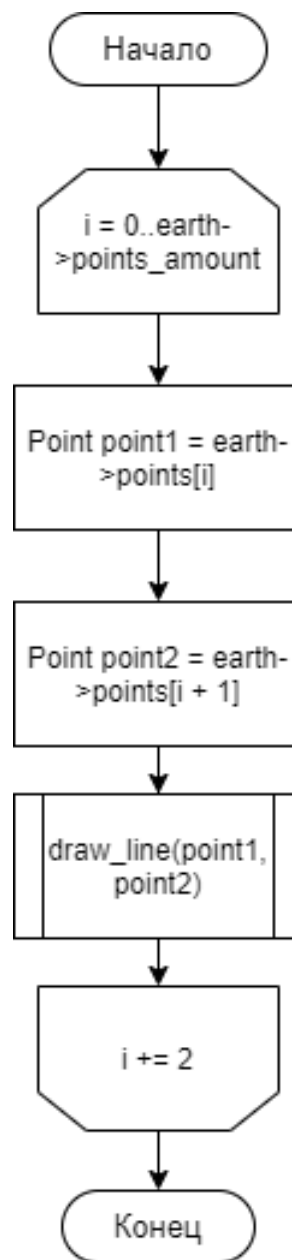 Начало
i = 0..earth-
>points_amount
Point point1 = earth-
>points[i]
Point point2 = earth-
>points[i + 1]
draw_line(point1,
point2)
i += 2
Конец